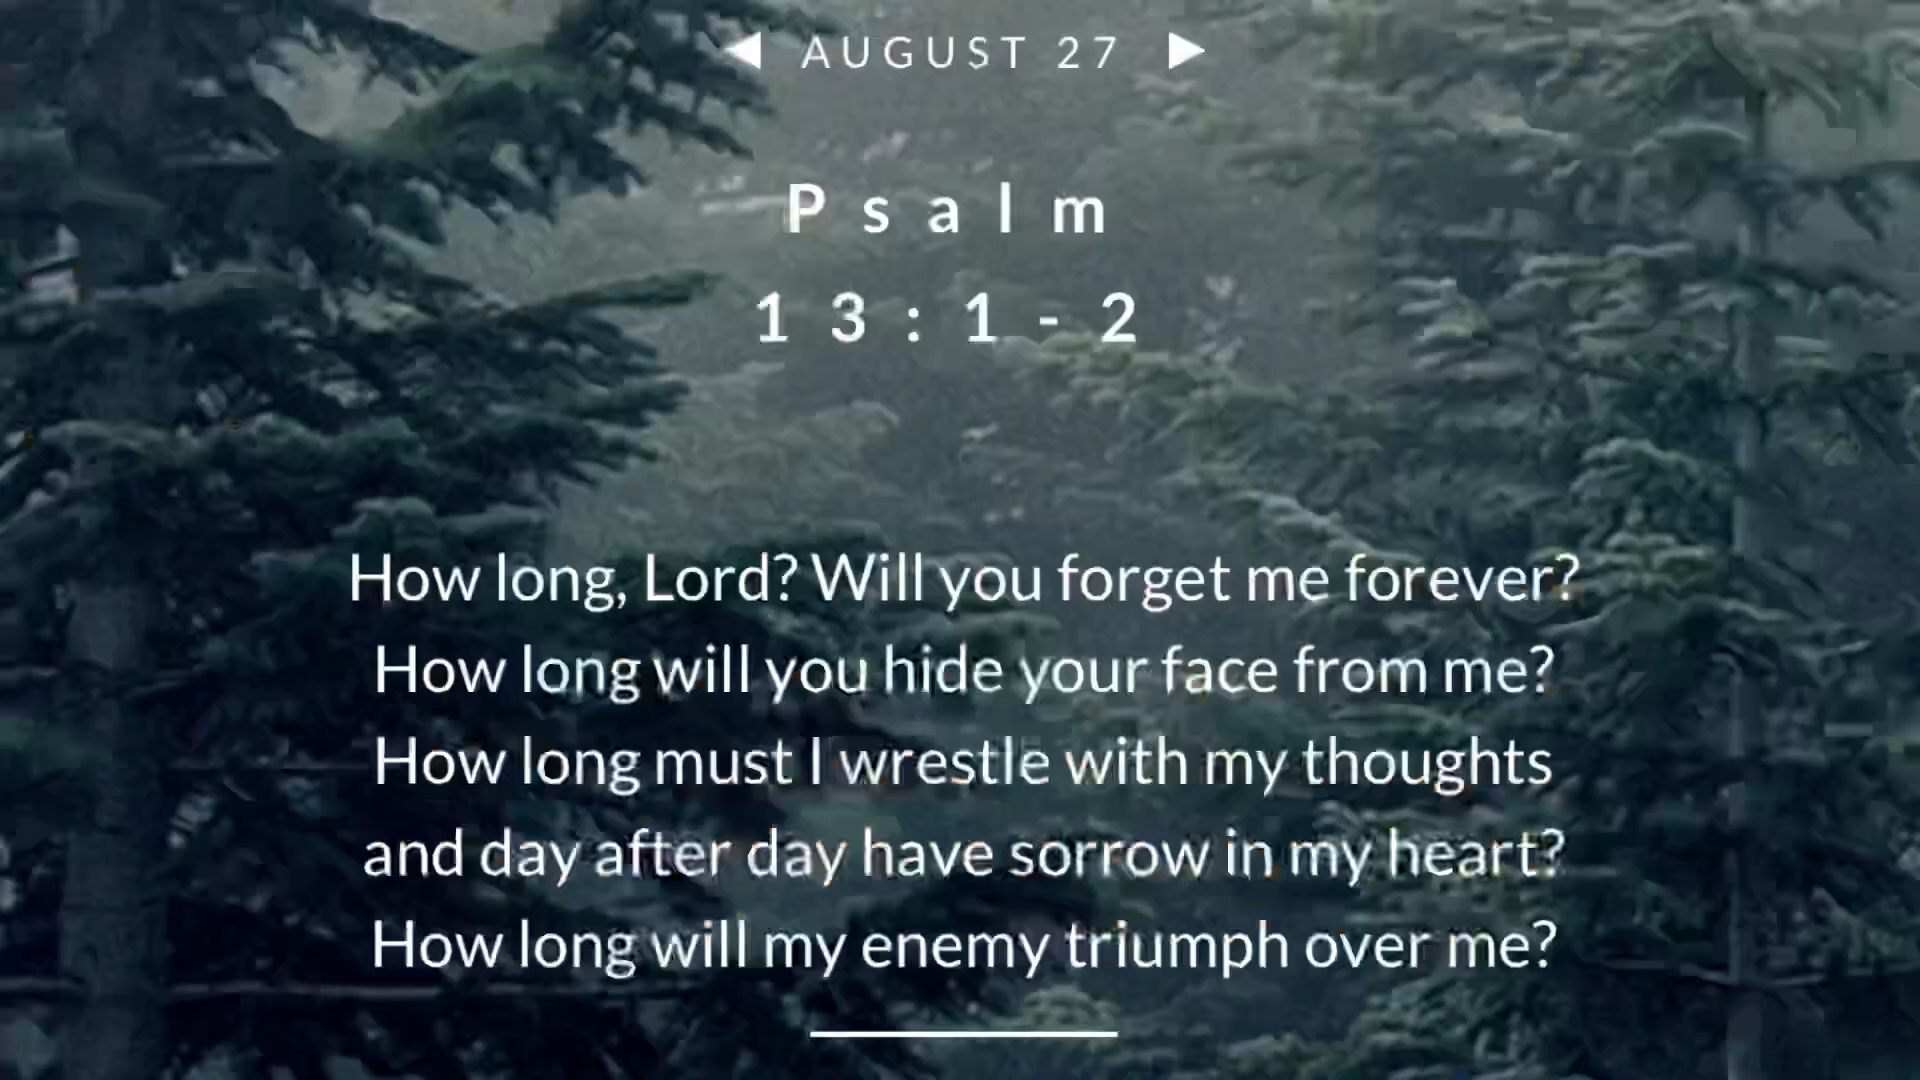 AUGUST 27
Psalm
13:1-2
How long, Lord? Will you forget me forever?
How long will you hide your face from me?
How long must I wrestle with my thoughts
and day after day have sorrow in my heart?
How long will my enemy triumph over me?